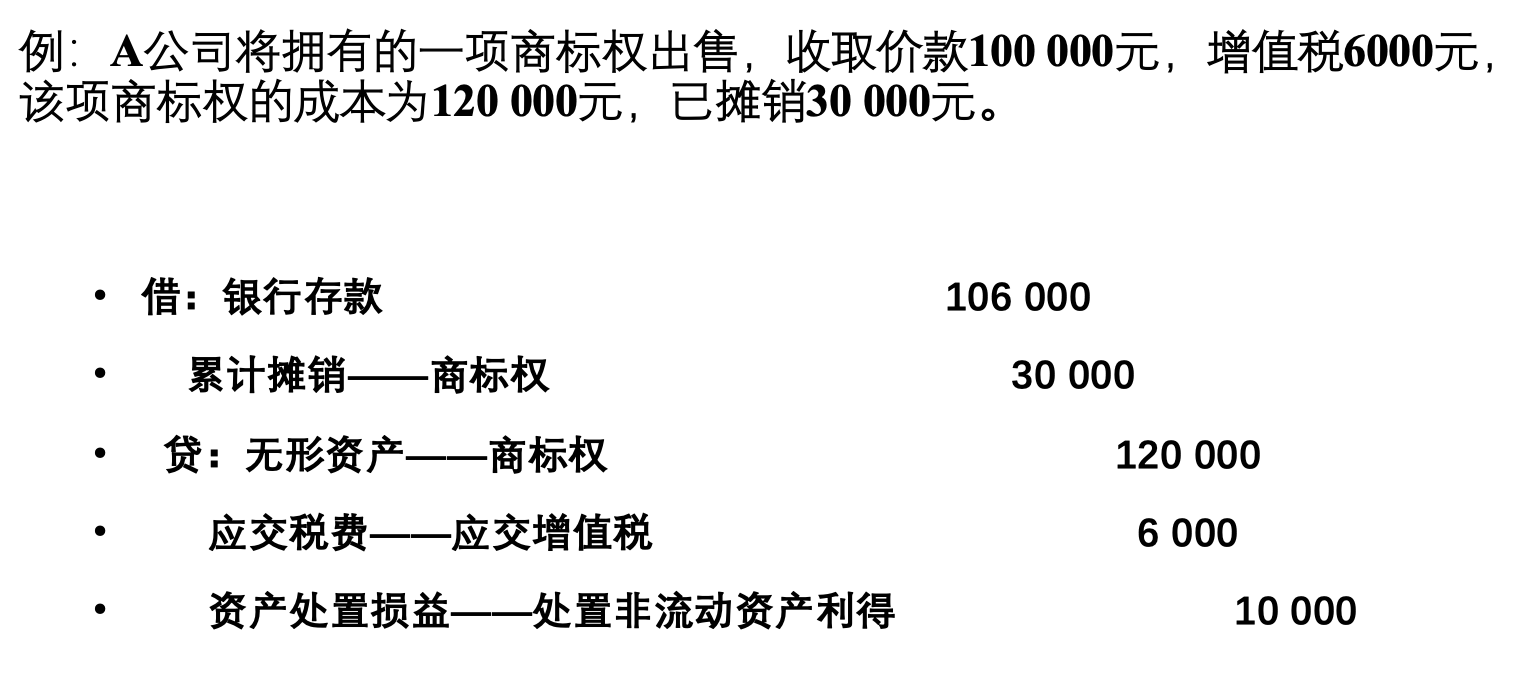 例：A公司将拥有的一项商标权出售，收取价款100 000元，增值税6000元，
该项商标权的成本为120 000元，已摊销30 000元。
• 借：银行存款 106 000
• 累计摊销——商标权 30 000
• 贷：无形资产——商标权 120 000
• 应交税费——应交增值税 6 000
• 资产处置损益——处置非流动资产利得 10 000